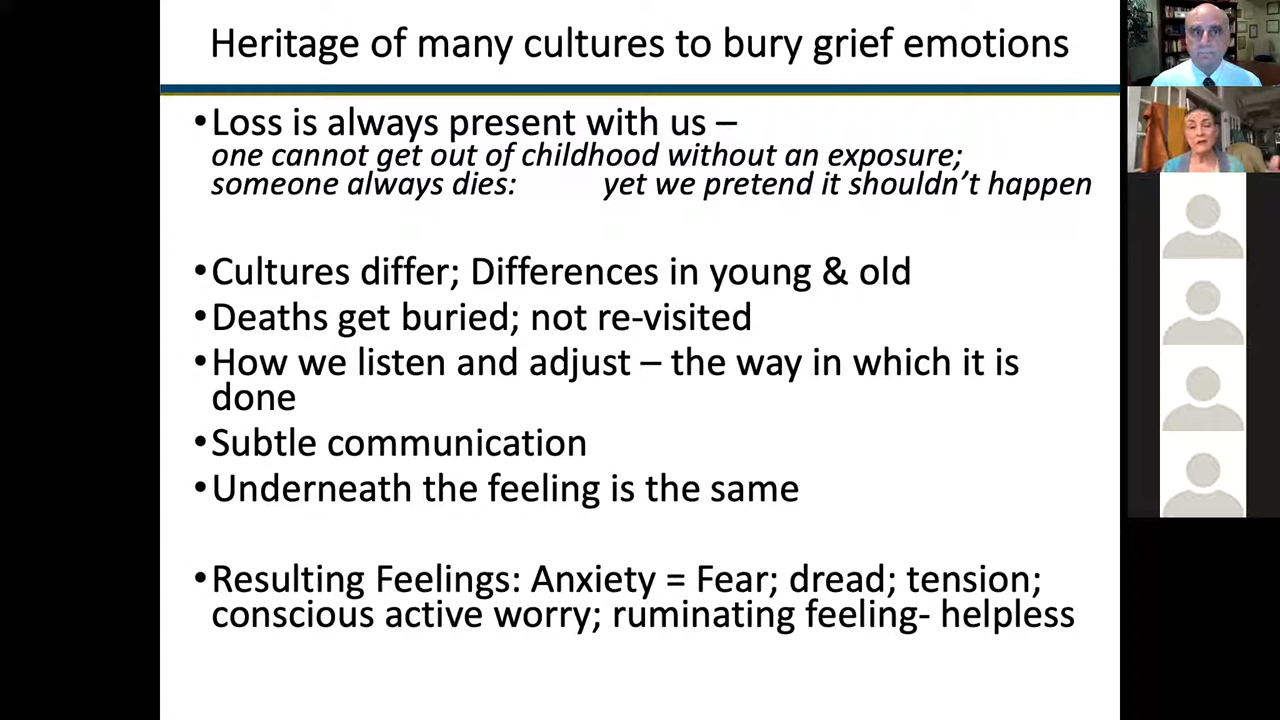 Heritage of many cultures to bury grief emotions
•Loss is always present with us –
one cannot get out of childhood without an exposure;
someone always dies: yet we pretend it shouldn't happen
•Cultures differ; Differences in young & old
•Deaths get buried; not re-visited
•How we listen and adjust – the way in which it is
done
•Subtle communication
•Underneath the feeling is the same
•Resulting Feelings: Anxiety = Fear; dread; tension;
conscious active worry; ruminating feeling- helpless